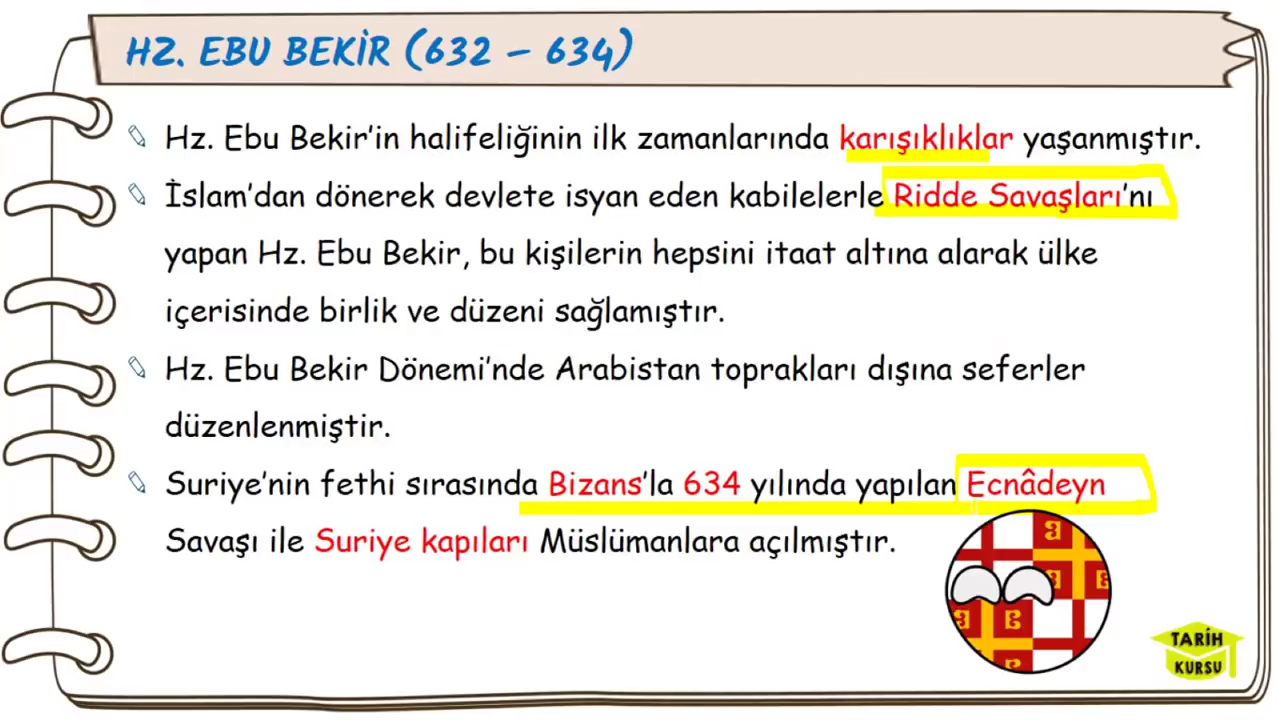 HZ. EBU BEKİR (632 – 634)
Hz. Ebu Bekir’in halifeliğinin ilk zamanlarında karışıklıklar yaşanmıştır.
İslam’dan dönerek devlete isyan eden kabilelerle Ridde Savaşları’nı
yapan Hz. Ebu Bekir, bu kişilerin hepsini itaat altına alarak ülke
içerisinde birlik ve düzeni sağlamıştır.
Hz. Ebu Bekir Dönemi’nde Arabistan toprakları dışına seferler
düzenlenmiştir.
Suriye’nin fethi sırasında Bizans’la 634 yılında yapılan Ecnâdeyn
Savaşı ile Suriye kapıları Müslümanlara açılmıştır.
TARİH
KURSU